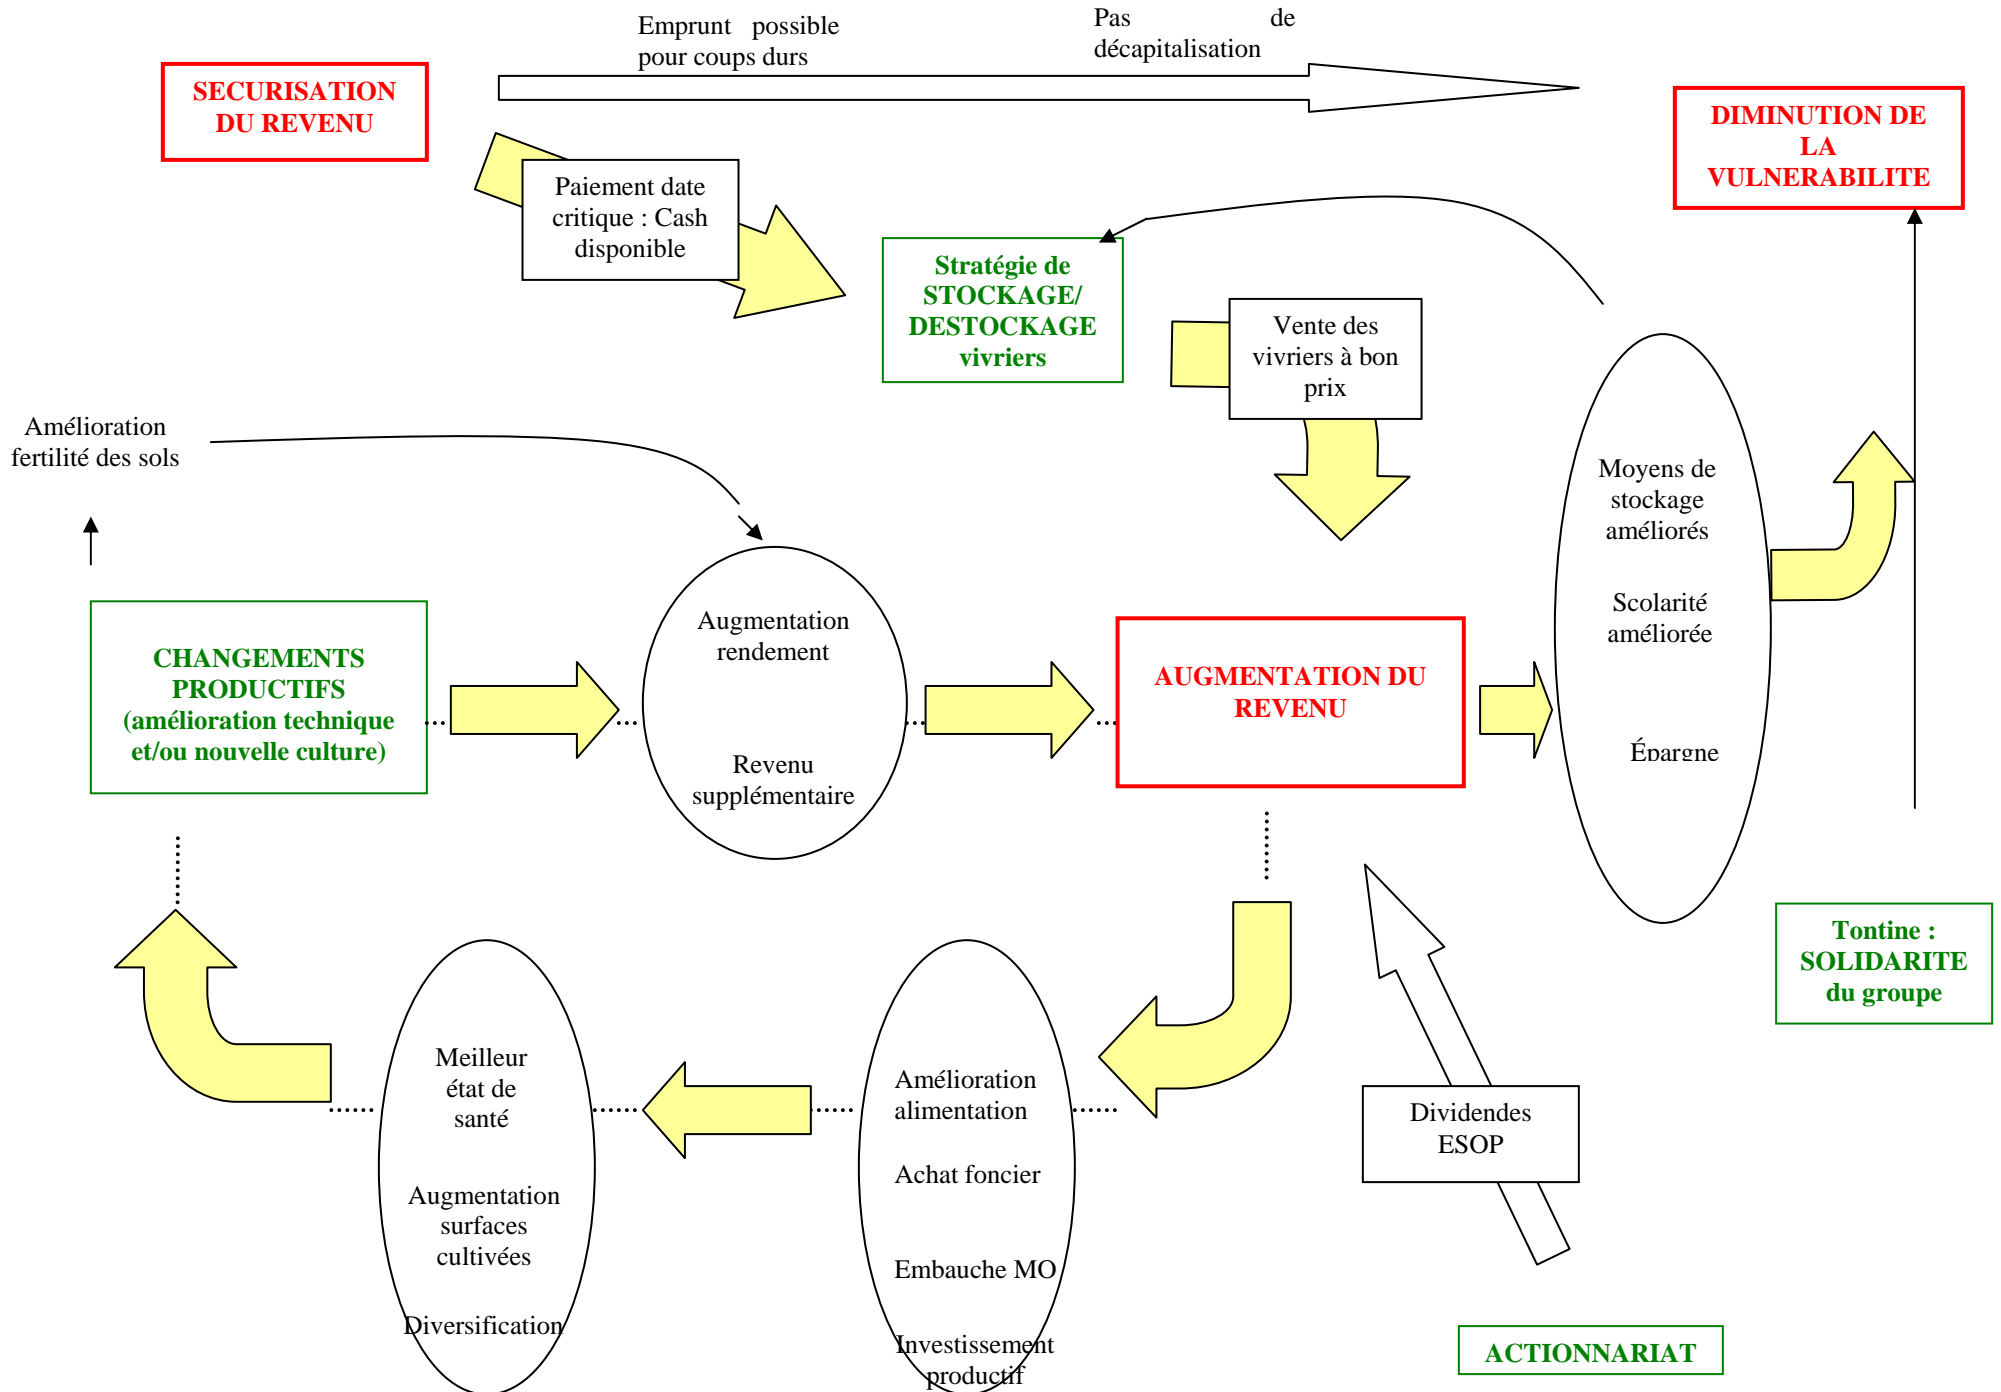 Emprunt possible
pour coups durs
Pas de
décapitalisation
SECURISATION
DU REVENU
DIMINUTION DE
LA
VULNERABILITE
Paiement date
critique : Cash
disponible
Stratégie de
STOCKAGE/
DESTOCKAGE
vivriers
Vente des
vivriers à bon
prix
Amélioration
fertilité des sols
Moyens de
stockage
améliorés
Scolarité
améliorée
Épargne
CHANGEMENTS
PRODUCTIFS
(amélioration technique
et/ou nouvelle culture)
Augmentation
rendement
Revenu
supplémentaire
AUGMENTATION DU
REVENU
Tontine :
SOLIDARITE
du groupe
Meilleur
état de
santé
Augmentation
surfaces
cultivées
Diversification
Amélioration
alimentation
Achat foncier
Embauche MO
Investissement
productif
Dividendes
ESOP
ACTIONNARIAT